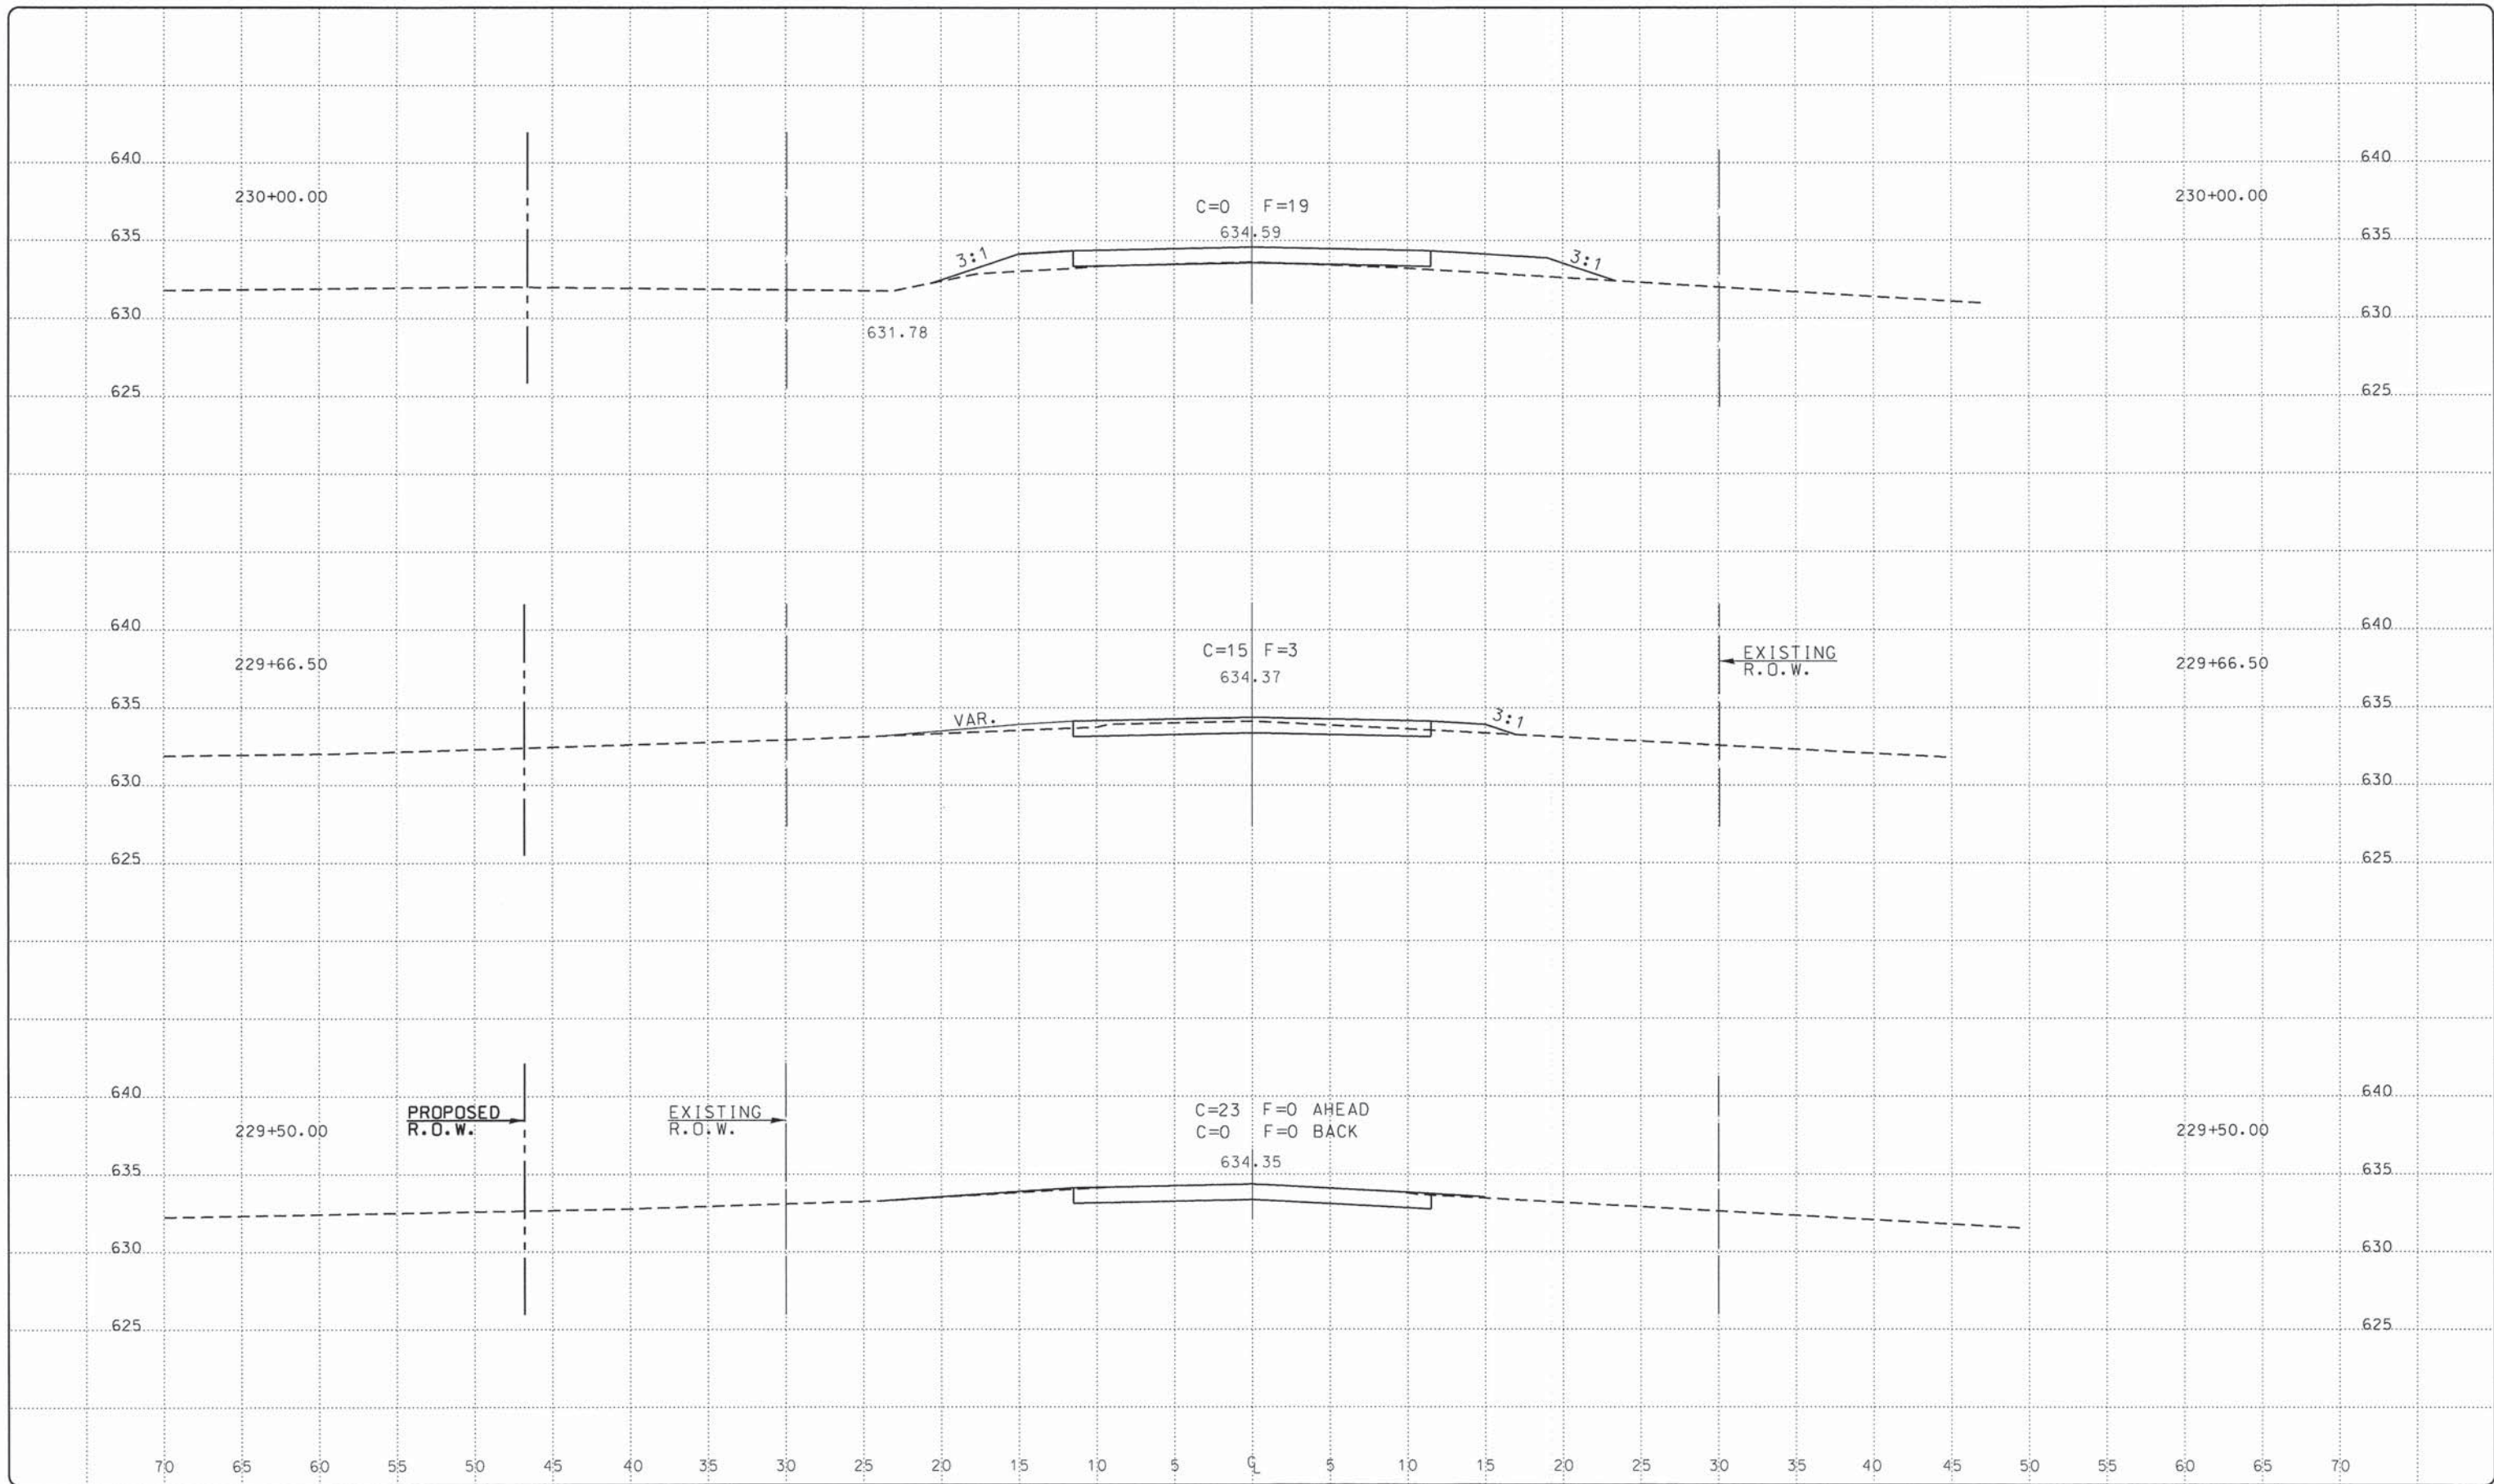 640 640
230+00.00 230+00.00
C=0 F=19
635 634.59 635
3:1 3:1
630 630
631.78
625 625
640 640
C=15 F=3
229+66.50 EXISTING 229+66.50
R.O.W.
634.37
635 VAR. 3:1 635
630 630
625 625
640 640
PROPOSED EXISTING C=23 F=0 AHEAD
229+50.00 R.O.W. R.O.W. C=0 F=0 BACK 229+50.00
634.35
635 635
630 630
625 625
70 65 60 55 50 45 40 35 30 25 20 15 10 5 CL 5 10 15 20 25 30 35 40 45 50 55 60 65 70